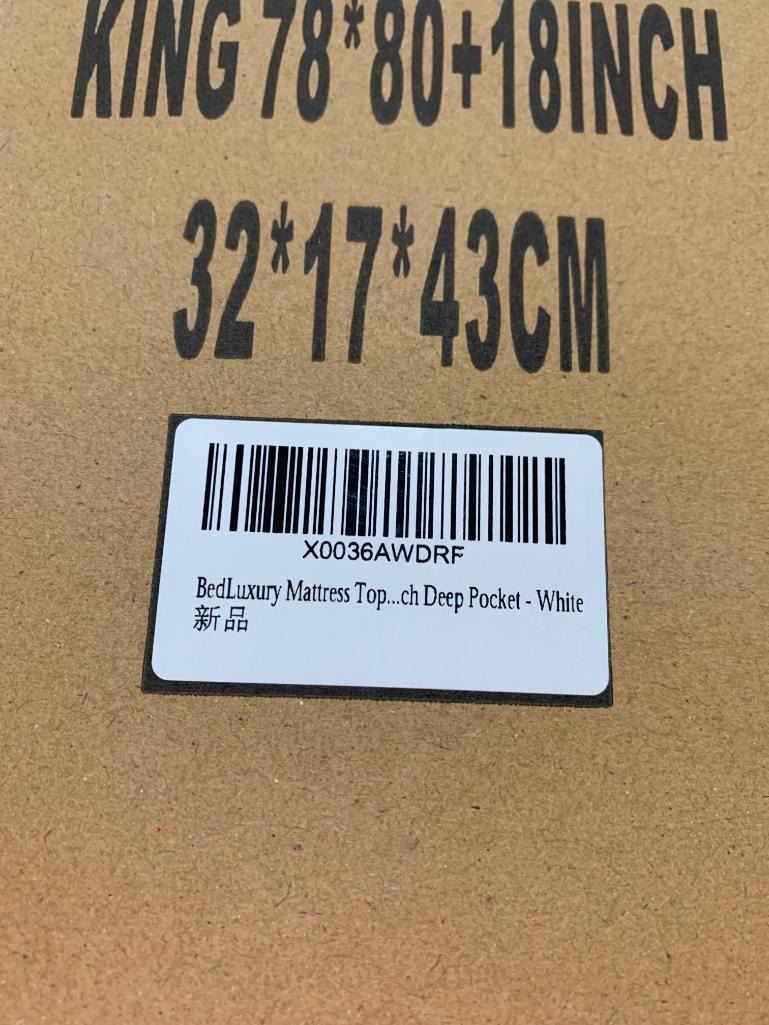 KING 78*80+18INCH
32*17*43CM
X0036AWDRF
BedLuxury Mattress Top...ch Deep Pocket - White
新品